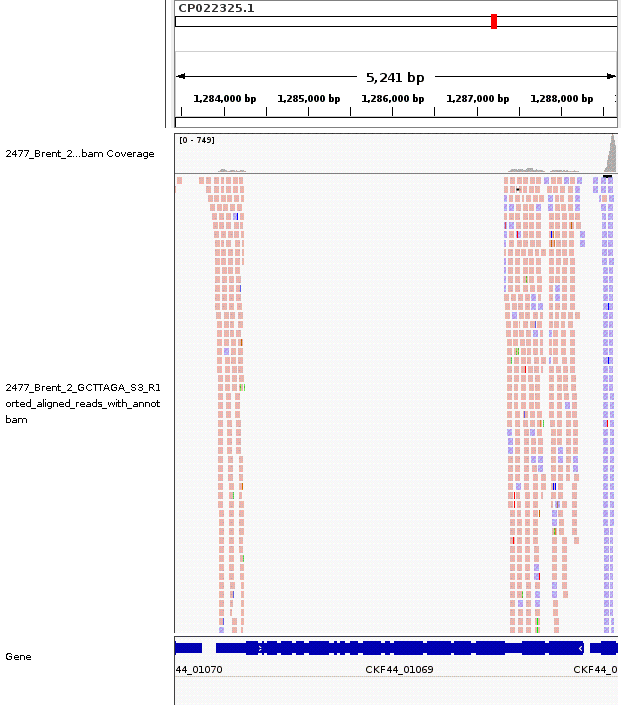 CP022325.1
5,241 bp
1,284,000 bp 1,285,000 bp 1,286,000 bp 1,287,000 bp 1,288,000 bp
[0 - 749]
2477_Brent_2...bam Coverage
2477_Brent_2_GCTTAGA_S3_R1
orted_aligned_reads_with_annot
bam
Gene
44_01070 CKF44_01069 CKF44_0